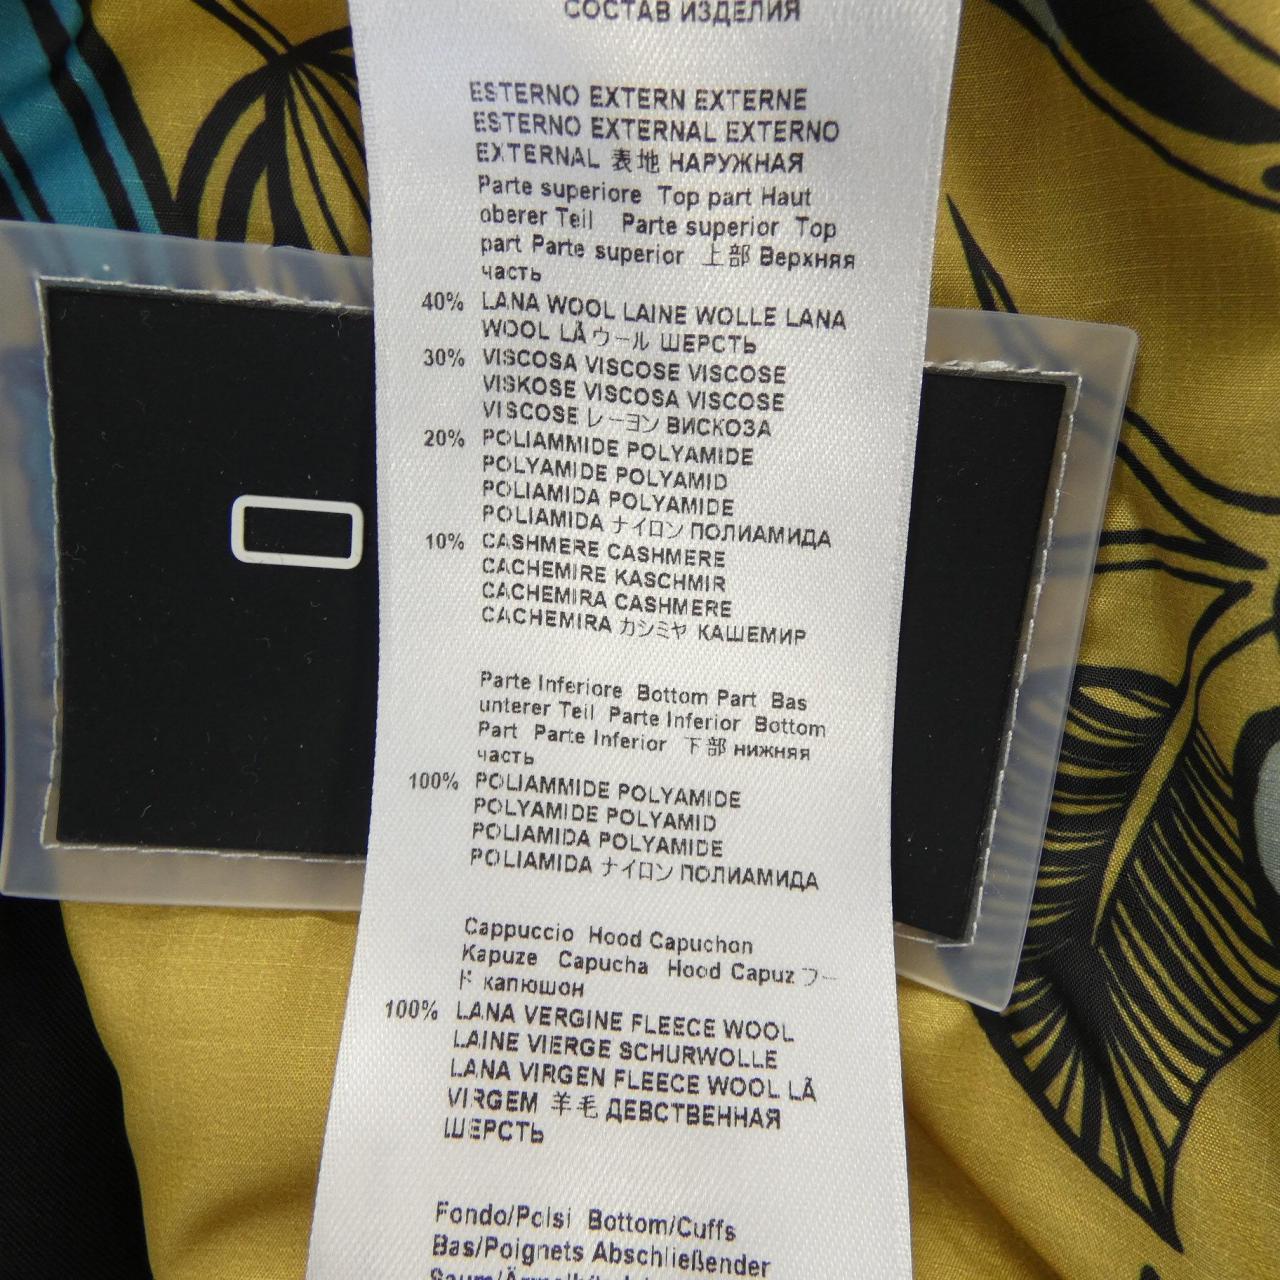 СОСТАВ ИЗДЕЛИЯ
ESTERNO EXTERN EXTERNE
ESTERNO EXTERNAL EXTERNO
EXTERNAL 表地 НАРУЖНАЯ
Parte superiore Top part Haut
oberer Teil Parte superior Top
part Parte superior 上部 Верхняя
часть
40% LANA WOOL LAINE WOLLE LANA
WOOL LÃ ウール ШЕРСТЬ
30% VISCOSA VISCOSE VISCOSE
VISKOSE VISCOSA VISCOSE
VISCOSE レーヨン ВИСКОЗА
20% POLIAMMIDE POLYAMIDE
POLYAMIDE POLYAMID
POLIAMIDA POLYAMIDE
POLIAMIDA ナイロン ПОЛИАМИДА
10% CASHMERE CASHMERE
CACHEMIRE KASCHMIR
CACHEMIRA CASHMERE
CACHEMIRA カシミヤ КАШЕМИР
Parte Inferiore Bottom Part Bas
unterer Teil Parte Inferior Bottom
Part Parte Inferior 下部 нижняя
часть
100% POLIAMMIDE POLYAMIDE
POLYAMIDE POLYAMID
POLIAMIDA POLYAMIDE
POLIAMIDA ナイロン ПОЛИАМИДА
Cappuccio Hood Capuchon
Kapuze Capucha Hood Capuz フー
ド капюшон
100% LANA VERGINE FLEECE WOOL
LAINE VIERGE SCHURWOLLE
LANA VIRGEN FLEECE WOOL LÃ
VIRGEM 羊毛 ДЕВСТВЕННАЯ
ШЕРСТЬ
Fondo/Polsi Bottom/Cuffs
Bas/Poignets Abschließender